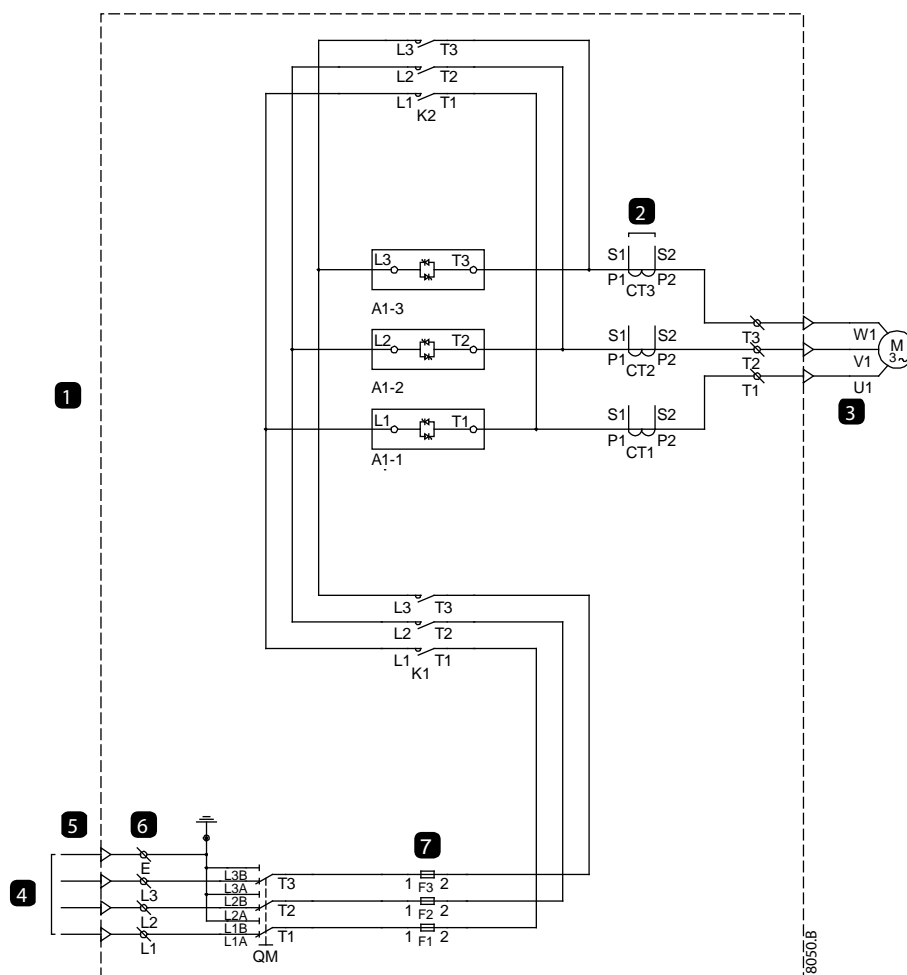 L3 T3
L2 T2
L1 T1
K2
2
S1 S2
L3 T3
P1 P2
CT3
A1-3
S1 S2
L2 T2
P1 P2
CT2
A1-2
S1 S2
L1 T1
P1 P2
CT1
A1-1
T3
T2
T1
W1
V1
U1
M
3~
1
3
L3 T3
L2 T2
L1 T1
K1
5
6
7
4
E
L3
L2
L1
L3B
L3A
L2B
L2A
L1B
L1A
T3
T2
T1
QM
1 F3 2
1 F2 2
1 F1 2
8050.B